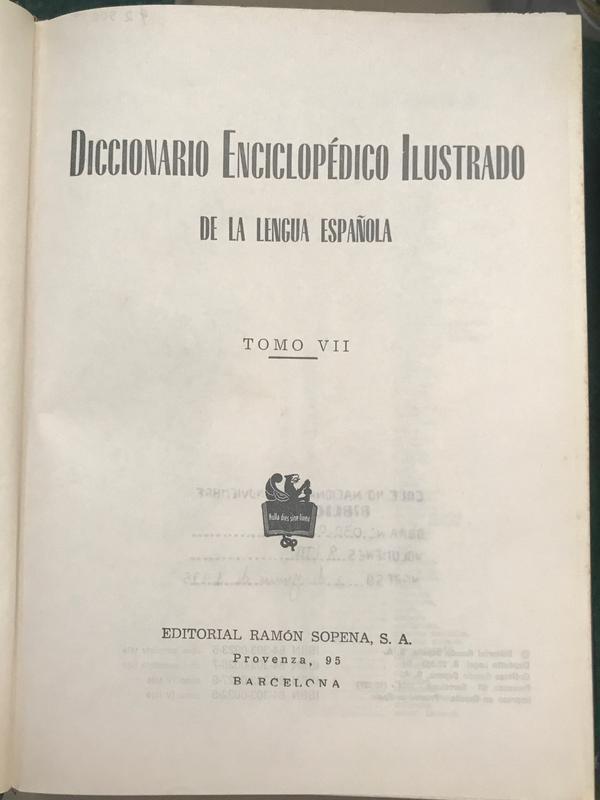 DICCIONARIO ENCICLOPÉDICO ILUSTRADO
DE LA LENGUA ESPAÑOLA
TOMO VII
Nulla dies sine linea
EDITORIAL RAMÓN SOPENA, S. A.
Provenza, 95
BARCELONA